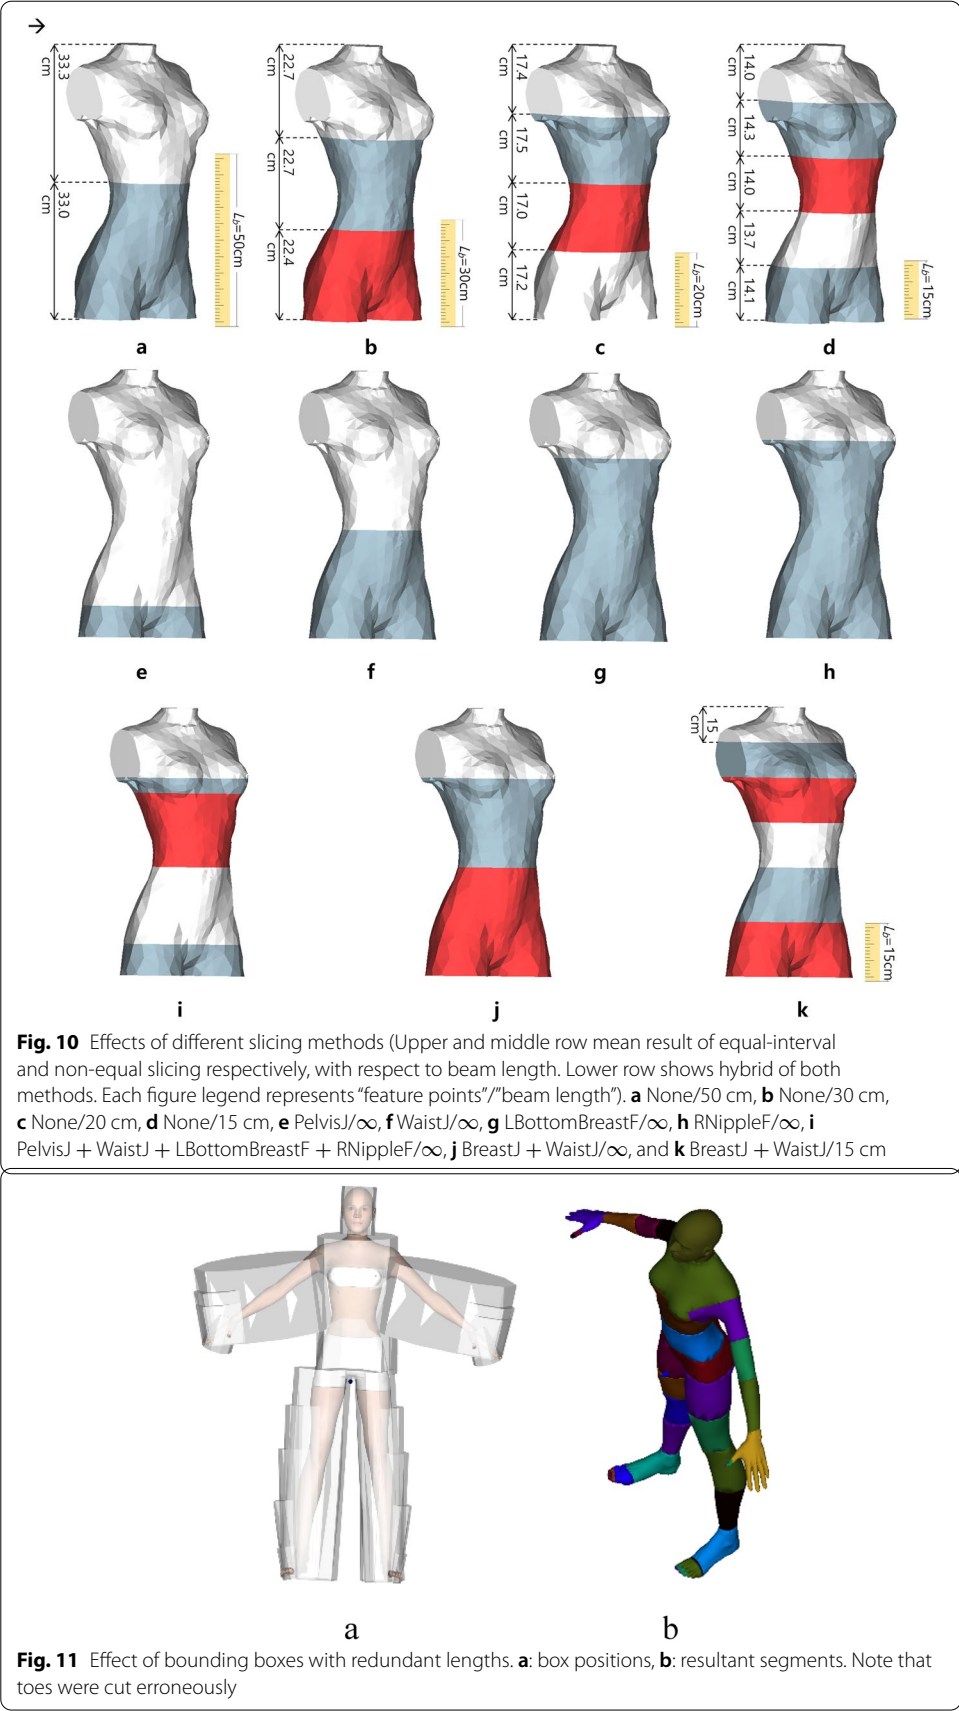 →
33.3 cm
33.0 cm
L_b=50cm
22.7 cm
22.7 cm
22.4 cm
L_b=30cm
17.4 cm
17.5 cm
17.0 cm
17.2 cm
L_b=20cm
14.0 cm
14.3 cm
14.0 cm
13.7 cm
14.1 cm
L_b=15cm
a b c d
e f g h
15 cm
L_b=15cm
i j k
Fig. 10 Effects of different slicing methods (Upper and middle row mean result of equal-interval
and non-equal slicing respectively, with respect to beam length. Lower row shows hybrid of both
methods. Each figure legend represents “feature points”/”beam length”). a None/50 cm, b None/30 cm,
c None/20 cm, d None/15 cm, e PelvisJ/∞, f WaistJ/∞, g LBottomBreastF/∞, h RNippleF/∞, i
PelvisJ + WaistJ + LBottomBreastF + RNippleF/∞, j BreastJ + WaistJ/∞, and k BreastJ + WaistJ/15 cm
a b
Fig. 11 Effect of bounding boxes with redundant lengths. a: box positions, b: resultant segments. Note that
toes were cut erroneously